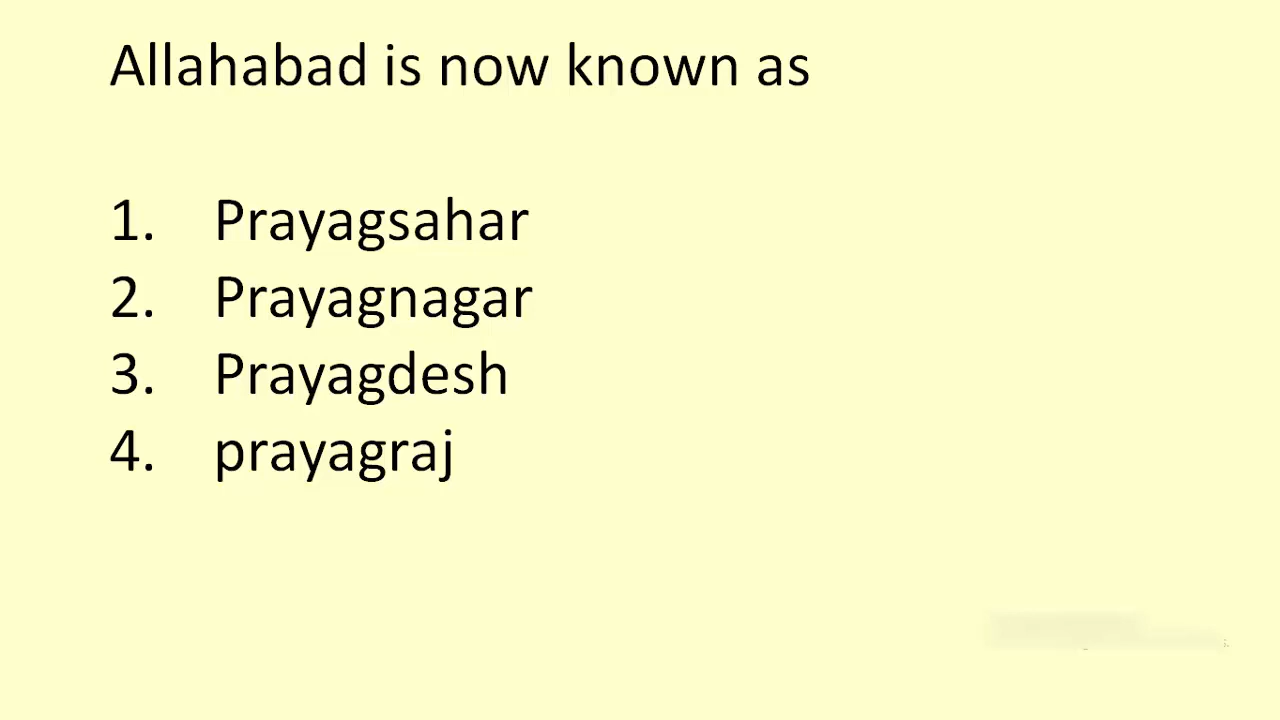 Allahabad is now known as
1. Prayagsahar
2. Prayagnagar
3. Prayagdesh
4. prayagraj